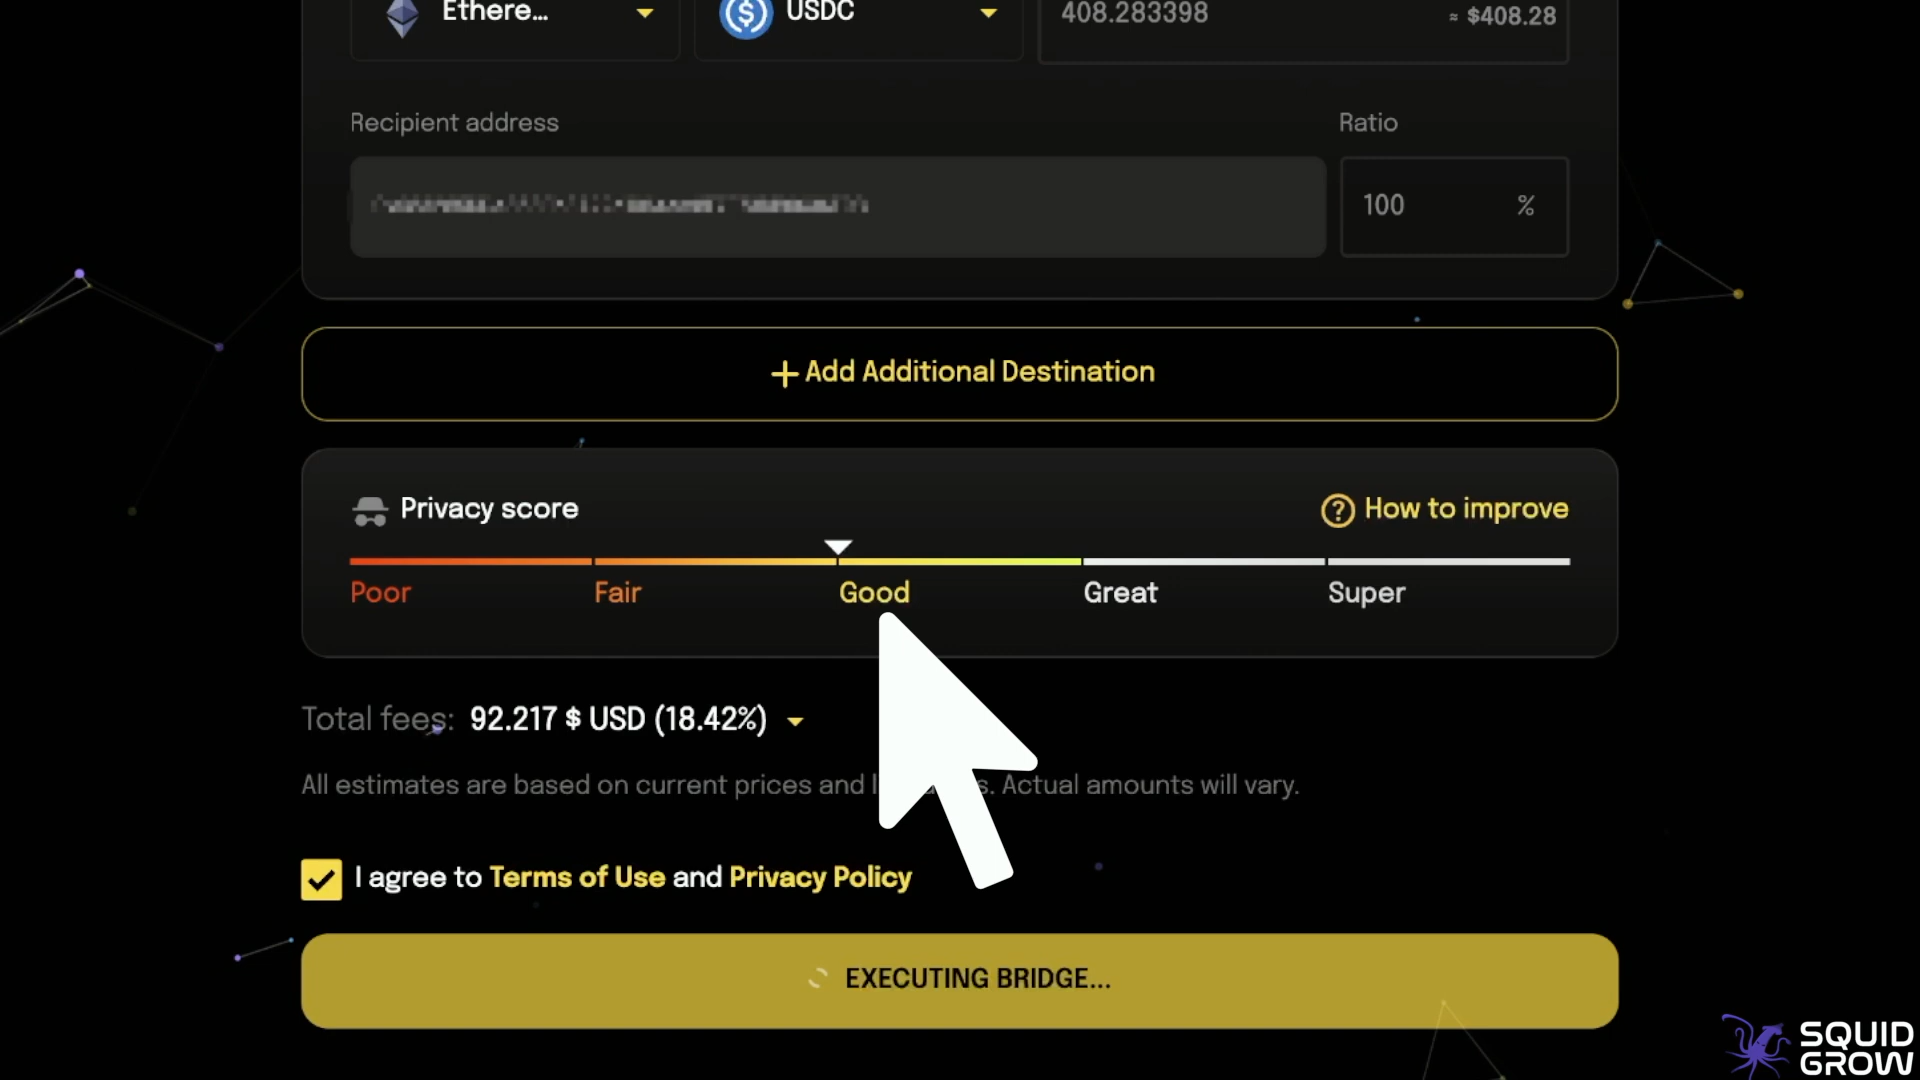 Ethere...
USDC
408.283398
≈ $408.28
Recipient address
Ratio
100
%
+ Add Additional Destination
Privacy score
? How to improve
Poor
Fair
Good
Great
Super
Total fees: 92.217 $ USD (18.42%)
All estimates are based on current prices and Actual amounts will vary.
I agree to Terms of Use and Privacy Policy
EXECUTING BRIDGE...
SQUID
GROW